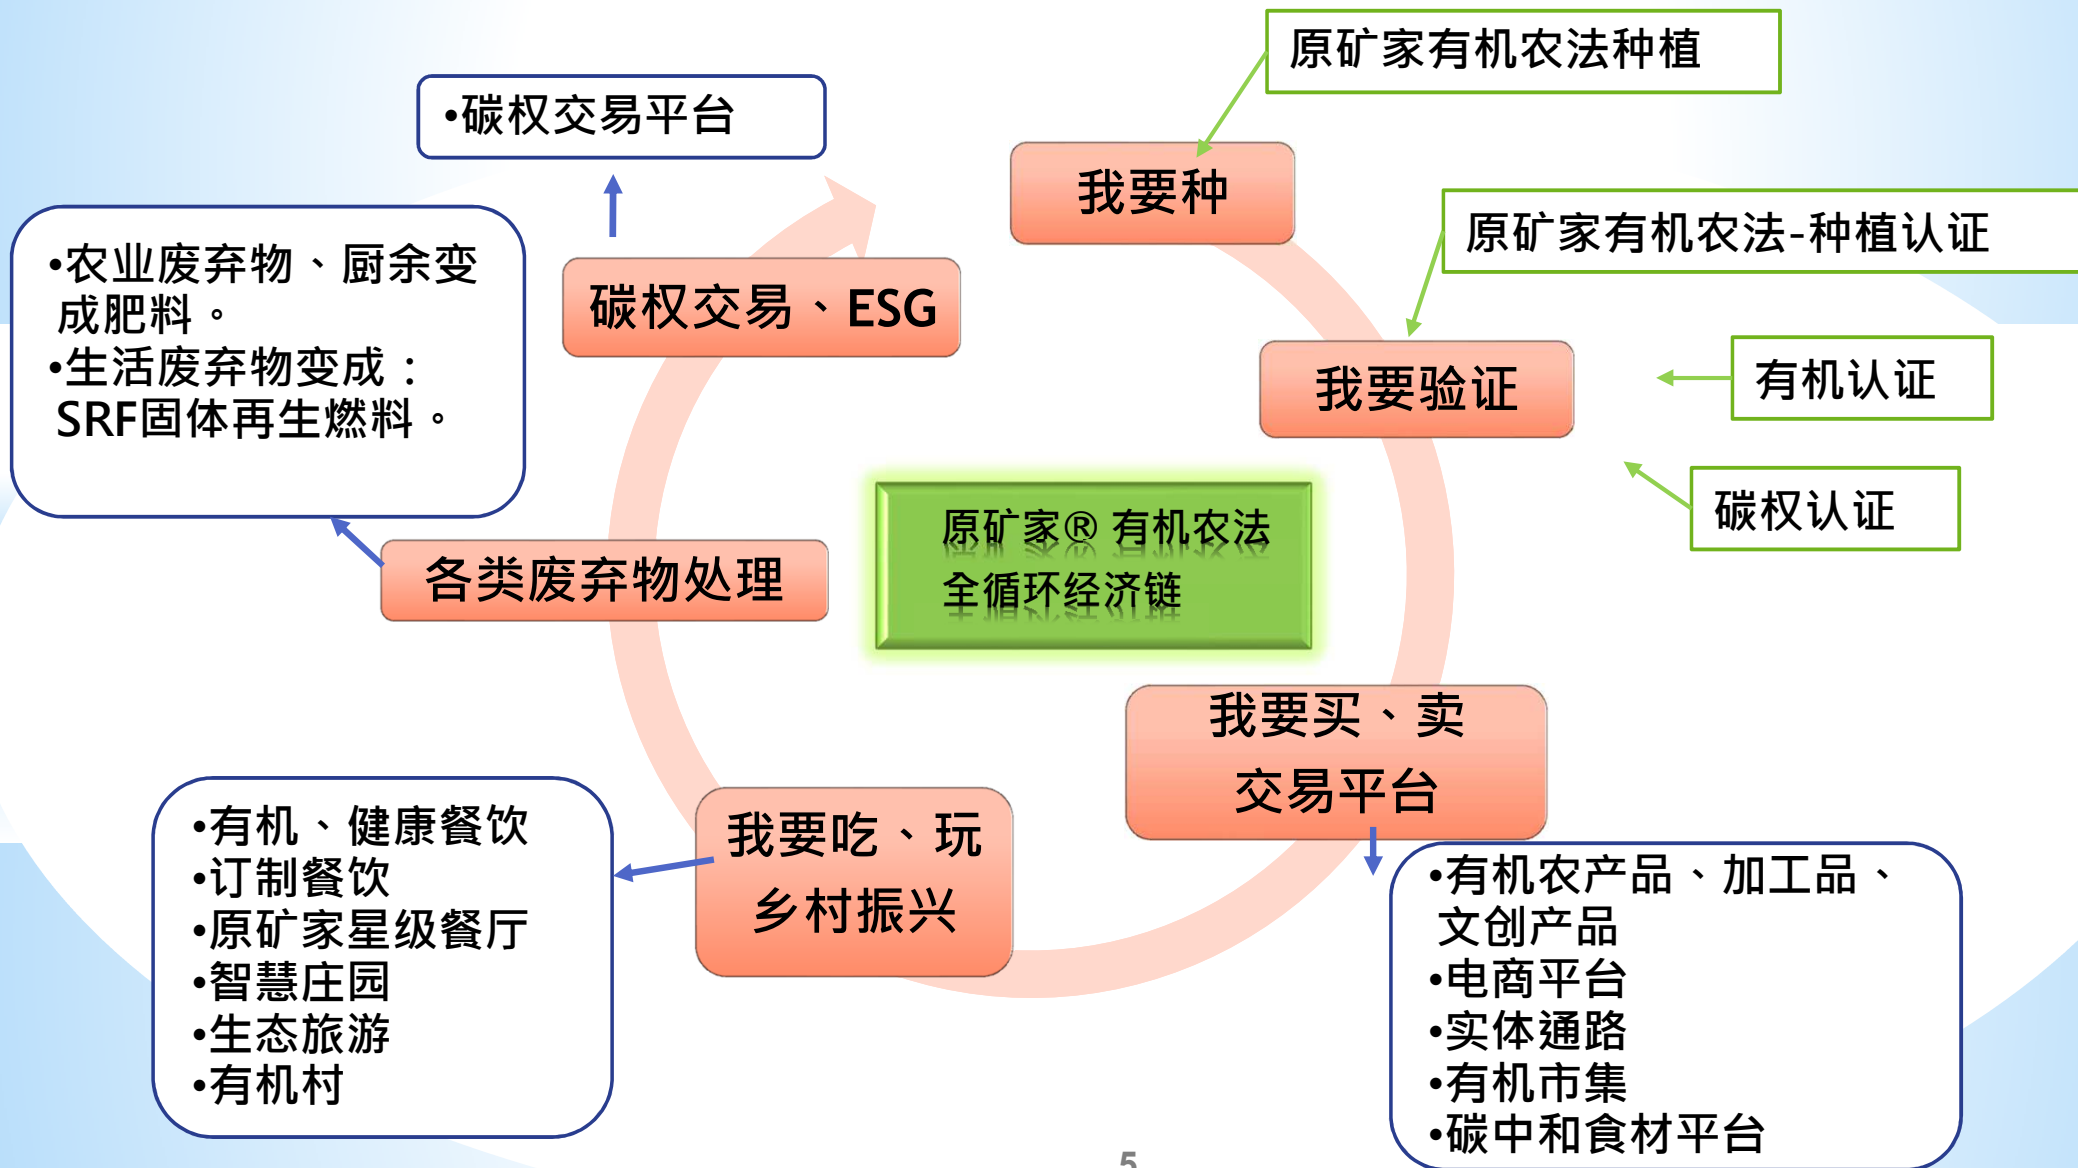 原矿家有机农法种植
•碳权交易平台
我要种
原矿家有机农法-种植认证
•农业废弃物、厨余变
成肥料。
•生活废弃物变成：
SRF固体再生燃料。
碳权交易、ESG
我要验证
有机认证
碳权认证
原矿家® 有机农法
全循环经济链
各类废弃物处理
我要买、卖
交易平台
我要吃、玩
乡村振兴
•有机、健康餐饮
•订制餐饮
•原矿家星级餐厅
•智慧庄园
•生态旅游
•有机村
•有机农产品、加工品、
文创产品
•电商平台
•实体通路
•有机市集
•碳中和食材平台
5